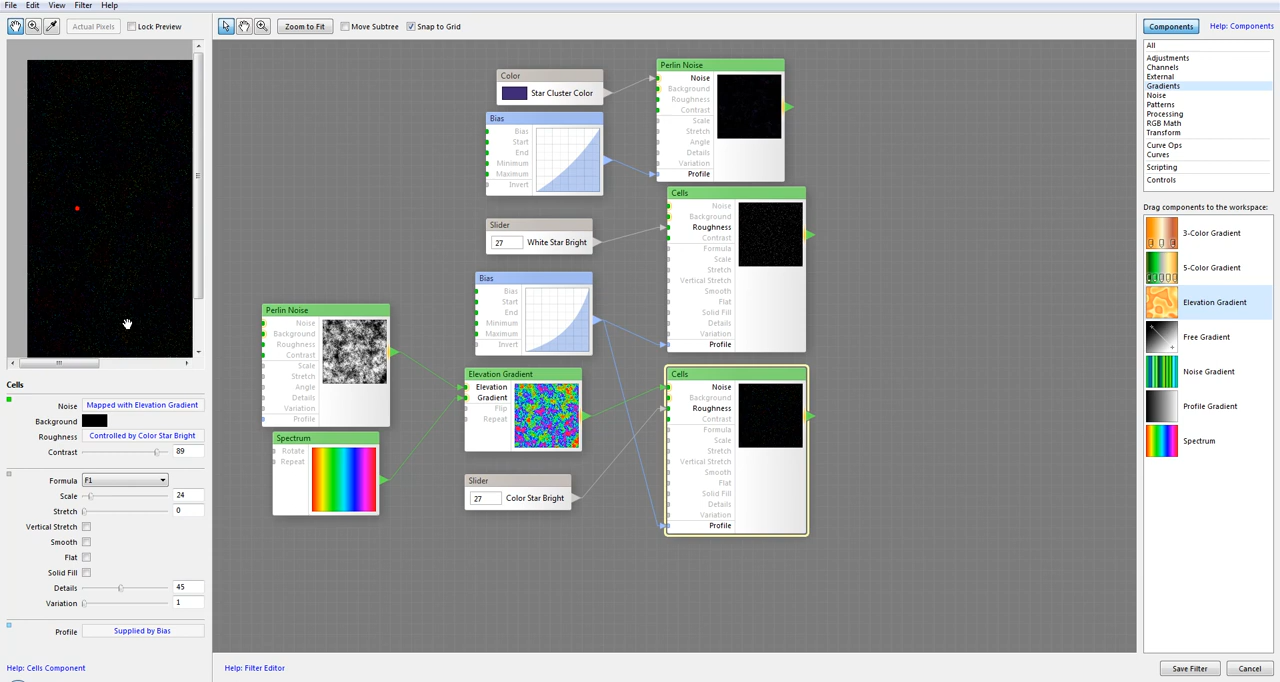 File Edit View Filter Help
Actual Pixels Lock Preview
Zoom to Fit Move Subtree Snap to Grid
Components Help: Components
Cells
Noise Mapped with Elevation Gradient
Background
Roughness Controlled by Color Star Bright
Contrast 89
Formula F1
Scale 24
Stretch 0
Vertical Stretch
Smooth
Flat
Solid Fill
Details 45
Variation 1
Profile Supplied by Bias
Help: Cells Component
Color
Star Cluster Color
Bias
Bias
Start
End
Minimum
Maximum
Invert
Perlin Noise
Noise
Background
Roughness
Contrast
Scale
Stretch
Angle
Details
Variation
Profile
Slider
27 White Star Bright
Cells
Noise
Background
Roughness
Contrast
Formula
Scale
Stretch
Vertical Stretch
Smooth
Flat
Solid Fill
Details
Variation
Profile
Bias
Bias
Start
End
Minimum
Maximum
Invert
Perlin Noise
Noise
Background
Roughness
Contrast
Scale
Stretch
Angle
Details
Variation
Profile
Spectrum
Rotate
Repeat
Elevation Gradient
Elevation
Gradient
Flip
Repeat
Slider
27 Color Star Bright
Cells
Noise
Background
Roughness
Contrast
Formula
Scale
Stretch
Vertical Stretch
Smooth
Flat
Solid Fill
Details
Variation
Profile
Help: Filter Editor
All
Adjustments
Channels
External
Gradients
Noise
Patterns
Processing
RGB Math
Transform
Curve Ops
Curves
Scripting
Controls
Drag components to the workspace:
3-Color Gradient
5-Color Gradient
Elevation Gradient
Free Gradient
Noise Gradient
Profile Gradient
Spectrum
Save Filter Cancel